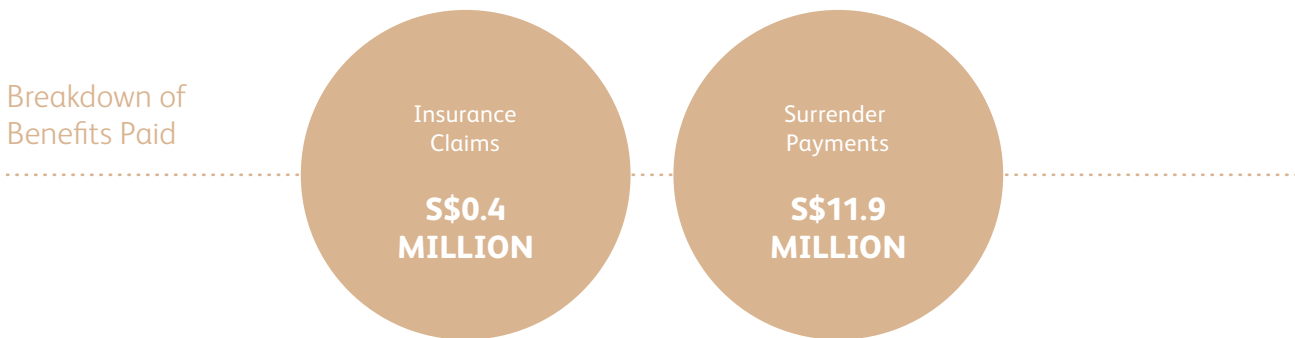 Breakdown of
Benefits Paid
Insurance
Claims
S$0.4
MILLION
Surrender
Payments
S$11.9
MILLION